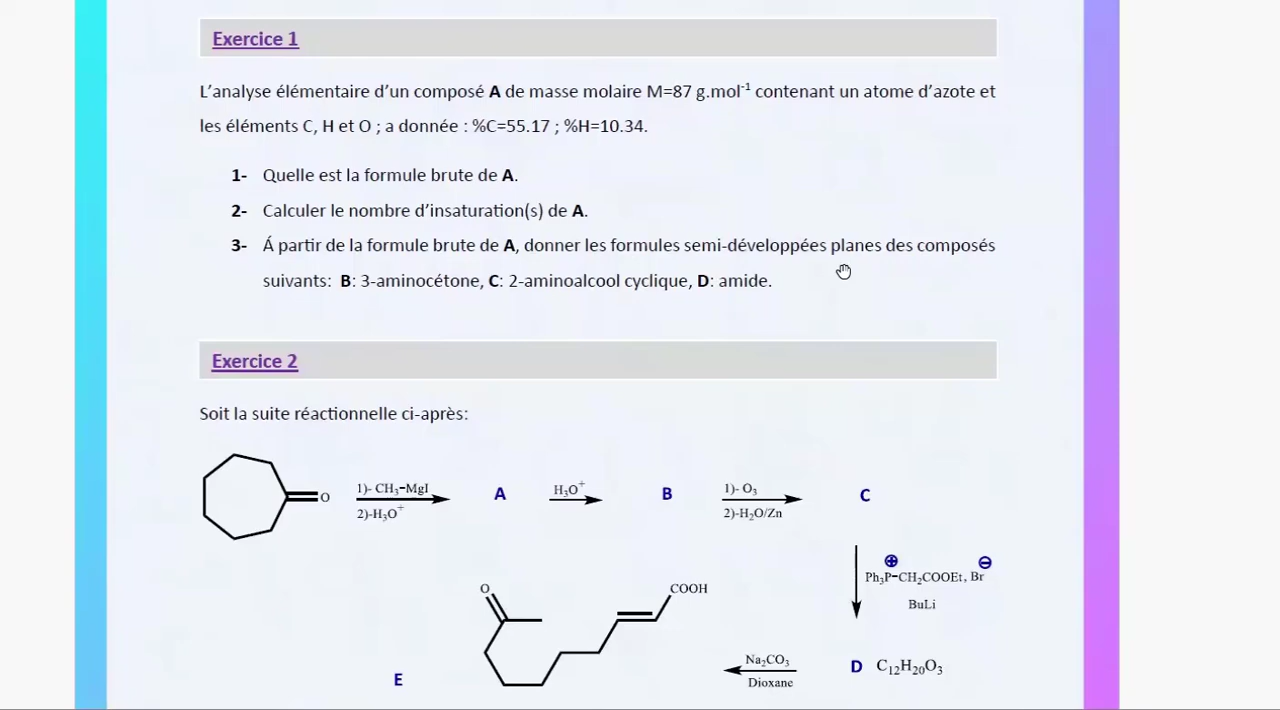 Exercice 1
L'analyse élémentaire d'un composé A de masse molaire M=87 g.mol⁻¹ contenant un atome d'azote et
les éléments C, H et O ; a donnée : %C=55.17 ; %H=10.34.
1- Quelle est la formule brute de A.
2- Calculer le nombre d'insaturation(s) de A.
3- Á partir de la formule brute de A, donner les formules semi-développées planes des composés
suivants: B: 3-aminocétone, C: 2-aminoalcool cyclique, D: amide.
Exercice 2
Soit la suite réactionnelle ci-après:
O
1)- CH₃-MgI
2)-H₃O⁺
A
H₃O⁺
B
1)- O₃
2)-H₂O/Zn
C
⊕ ⊖
Ph₃P-CH₂COOEt, Br
BuLi
O
COOH
Na₂CO₃
Dioxane
D C₁₂H₂₀O₃
E